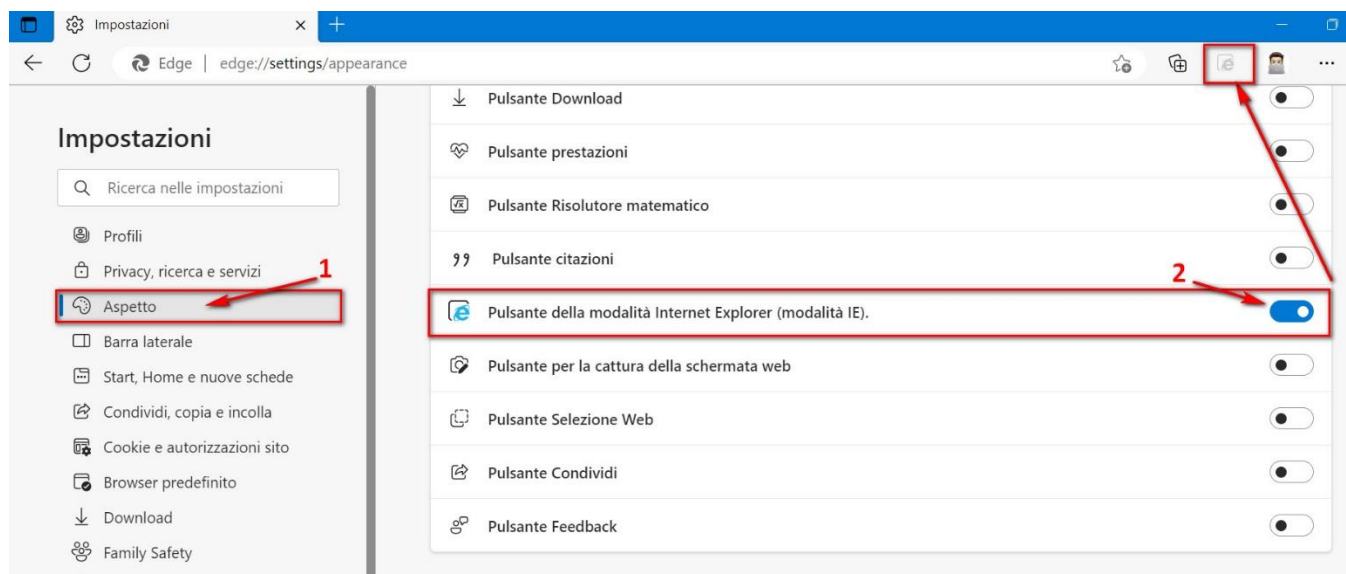 Impostazioni
Edge | edge://settings/appearance
Impostazioni
Ricerca nelle impostazioni
Profili
Privacy, ricerca e servizi
1
Aspetto
Barra laterale
Start, Home e nuove schede
Condividi, copia e incolla
Cookie e autorizzazioni sito
Browser predefinito
Download
Family Safety
Pulsante Download
Pulsante prestazioni
Pulsante Risolutore matematico
Pulsante citazioni
2
Pulsante della modalità Internet Explorer (modalità IE).
Pulsante per la cattura della schermata web
Pulsante Selezione Web
Pulsante Condividi
Pulsante Feedback